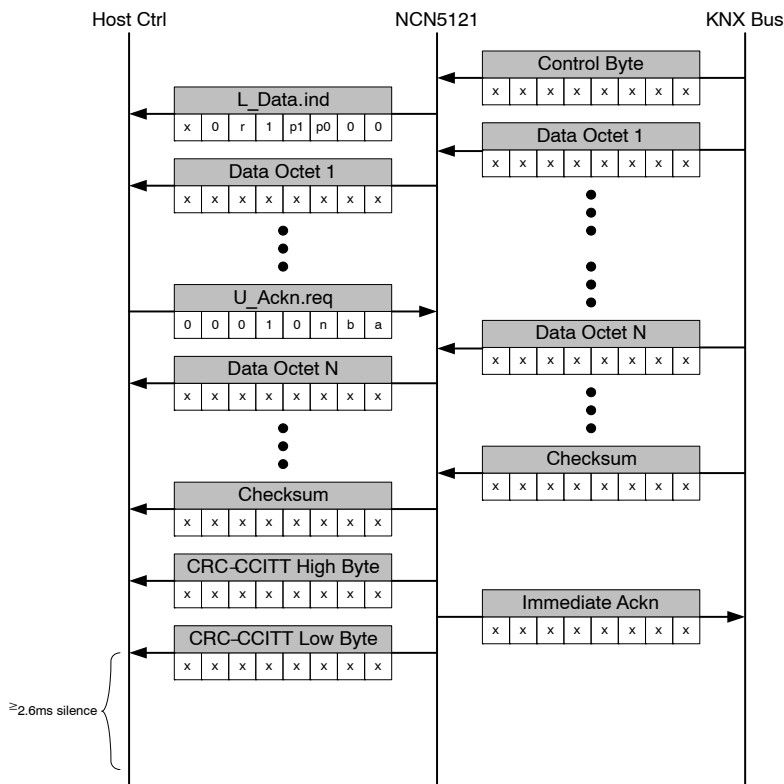 Host Ctrl NCN5121 KNX Bus
Control Byte
x x x x x x x x
L_Data.ind
x 0 r 1 p1 p0 0 0
Data Octet 1
x x x x x x x x
Data Octet 1
x x x x x x x x
U_Ackn.req
0 0 0 1 0 n b a
Data Octet N
x x x x x x x x
Data Octet N
x x x x x x x x
Checksum
x x x x x x x x
Checksum
x x x x x x x x
CRC-CCITT High Byte
x x x x x x x x
Immediate Ackn
x x x x x x x x
CRC-CCITT Low Byte
x x x x x x x x
≥2.6ms silence